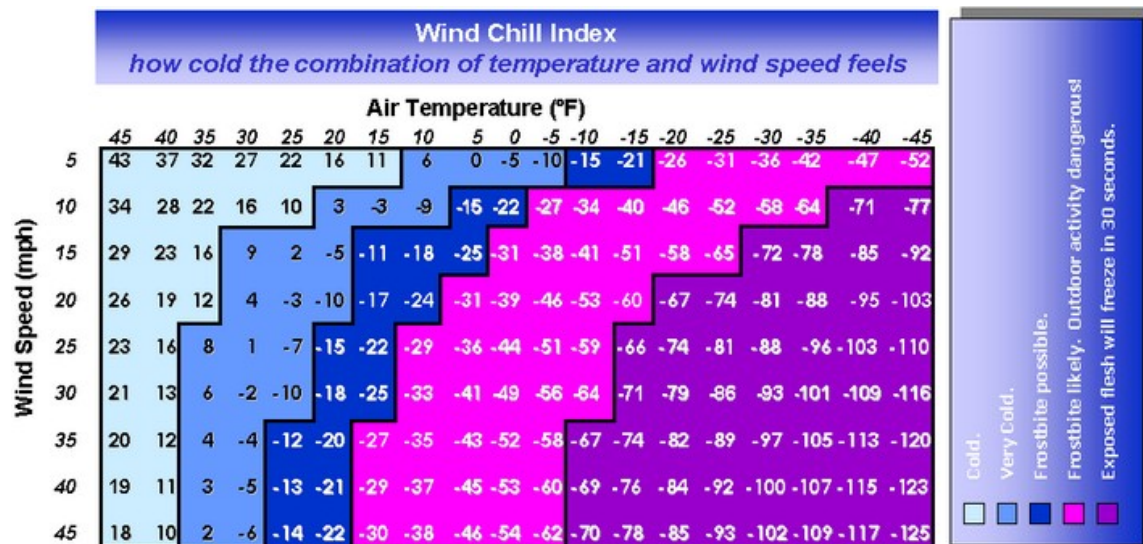 Wind Chill Index
how cold the combination of temperature and wind speed feels
Air Temperature (ºF)
45 40 35 30 25 20 15 10 5 0 -5 -10 -15 -20 -25 -30 -35 -40 -45
Wind Speed (mph)
5 43 37 32 27 22 16 11 6 0 -5 -10 -15 -21 -26 -31 -36 -42 -47 -52
10 34 28 22 16 10 3 -3 -9 -15 -22 -27 -34 -40 -46 -52 -58 -64 -71 -77
15 29 23 16 9 2 -5 -11 -18 -25 -31 -38 -41 -51 -58 -65 -72 -78 -85 -92
20 26 19 12 4 -3 -10 -17 -24 -31 -39 -46 -53 -60 -67 -74 -81 -88 -95 -103
25 23 16 8 1 -7 -15 -22 -29 -36 -44 -51 -59 -66 -74 -81 -88 -96 -103 -110
30 21 13 6 -2 -10 -18 -25 -33 -41 -49 -56 -64 -71 -79 -86 -93 -101 -109 -116
35 20 12 4 -4 -12 -20 -27 -35 -43 -52 -58 -67 -74 -82 -89 -97 -105 -113 -120
40 19 11 3 -5 -13 -21 -29 -37 -45 -53 -60 -69 -76 -84 -92 -100 -107 -115 -123
45 18 10 2 -6 -14 -22 -30 -38 -46 -54 -62 -70 -78 -85 -93 -102 -109 -117 -125
Cold.
Very Cold.
Frostbite possible.
Frostbite likely. Outdoor activity dangerous!
Exposed flesh will freeze in 30 seconds.